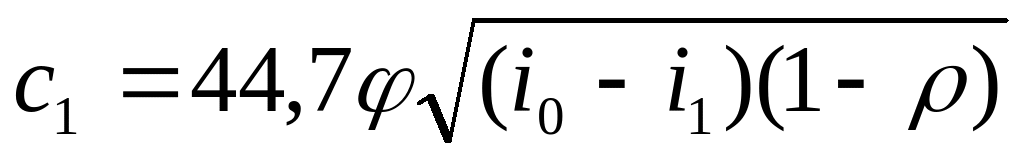 c₁ = 44,7φ√(i₀ - i₁)(1 - ρ)